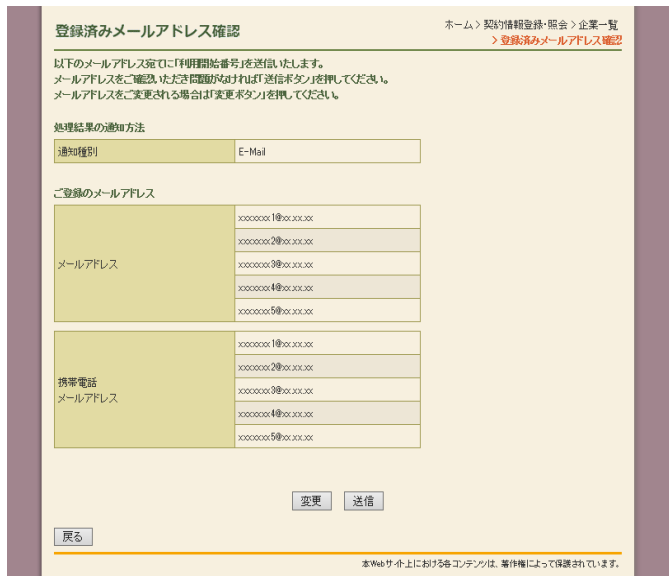 登録済みメールアドレス確認
ホーム＞契約情報登録・照会＞企業一覧
＞登録済みメールアドレス確認
以下のメールアドレス宛てに「利用開始番号」を送信いたします。
メールアドレスをご確認いただき問題がなければ「送信ボタン」を押してください。
メールアドレスをご変更される場合は「変更ボタン」を押してください。
処理結果の通知方法
通知種別
E-Mail
ご登録のメールアドレス
メールアドレス
xxxxxxx1@xx.xx.xx
xxxxxxx2@xx.xx.xx
xxxxxxx3@xx.xx.xx
xxxxxxx4@xx.xx.xx
xxxxxxx5@xx.xx.xx
携帯電話
メールアドレス
xxxxxxx1@xx.xx.xx
xxxxxxx2@xx.xx.xx
xxxxxxx3@xx.xx.xx
xxxxxxx4@xx.xx.xx
xxxxxxx5@xx.xx.xx
変更 送信
戻る
本Webサイト上における各コンテンツは、著作権によって保護されています。